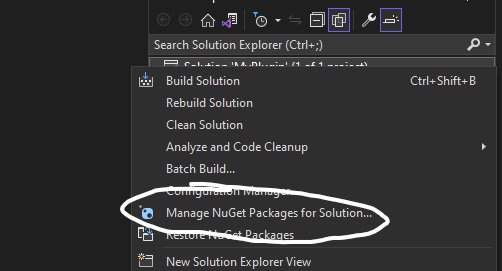 Search Solution Explorer (Ctrl+;)
Solution 'MyPlugin' (1 of 1 project)
Build Solution Ctrl+Shift+B
Rebuild Solution
Clean Solution
Analyze and Code Cleanup
Batch Build...
Configuration Manager...
Manage NuGet Packages for Solution...
Restore NuGet Packages
New Solution Explorer View